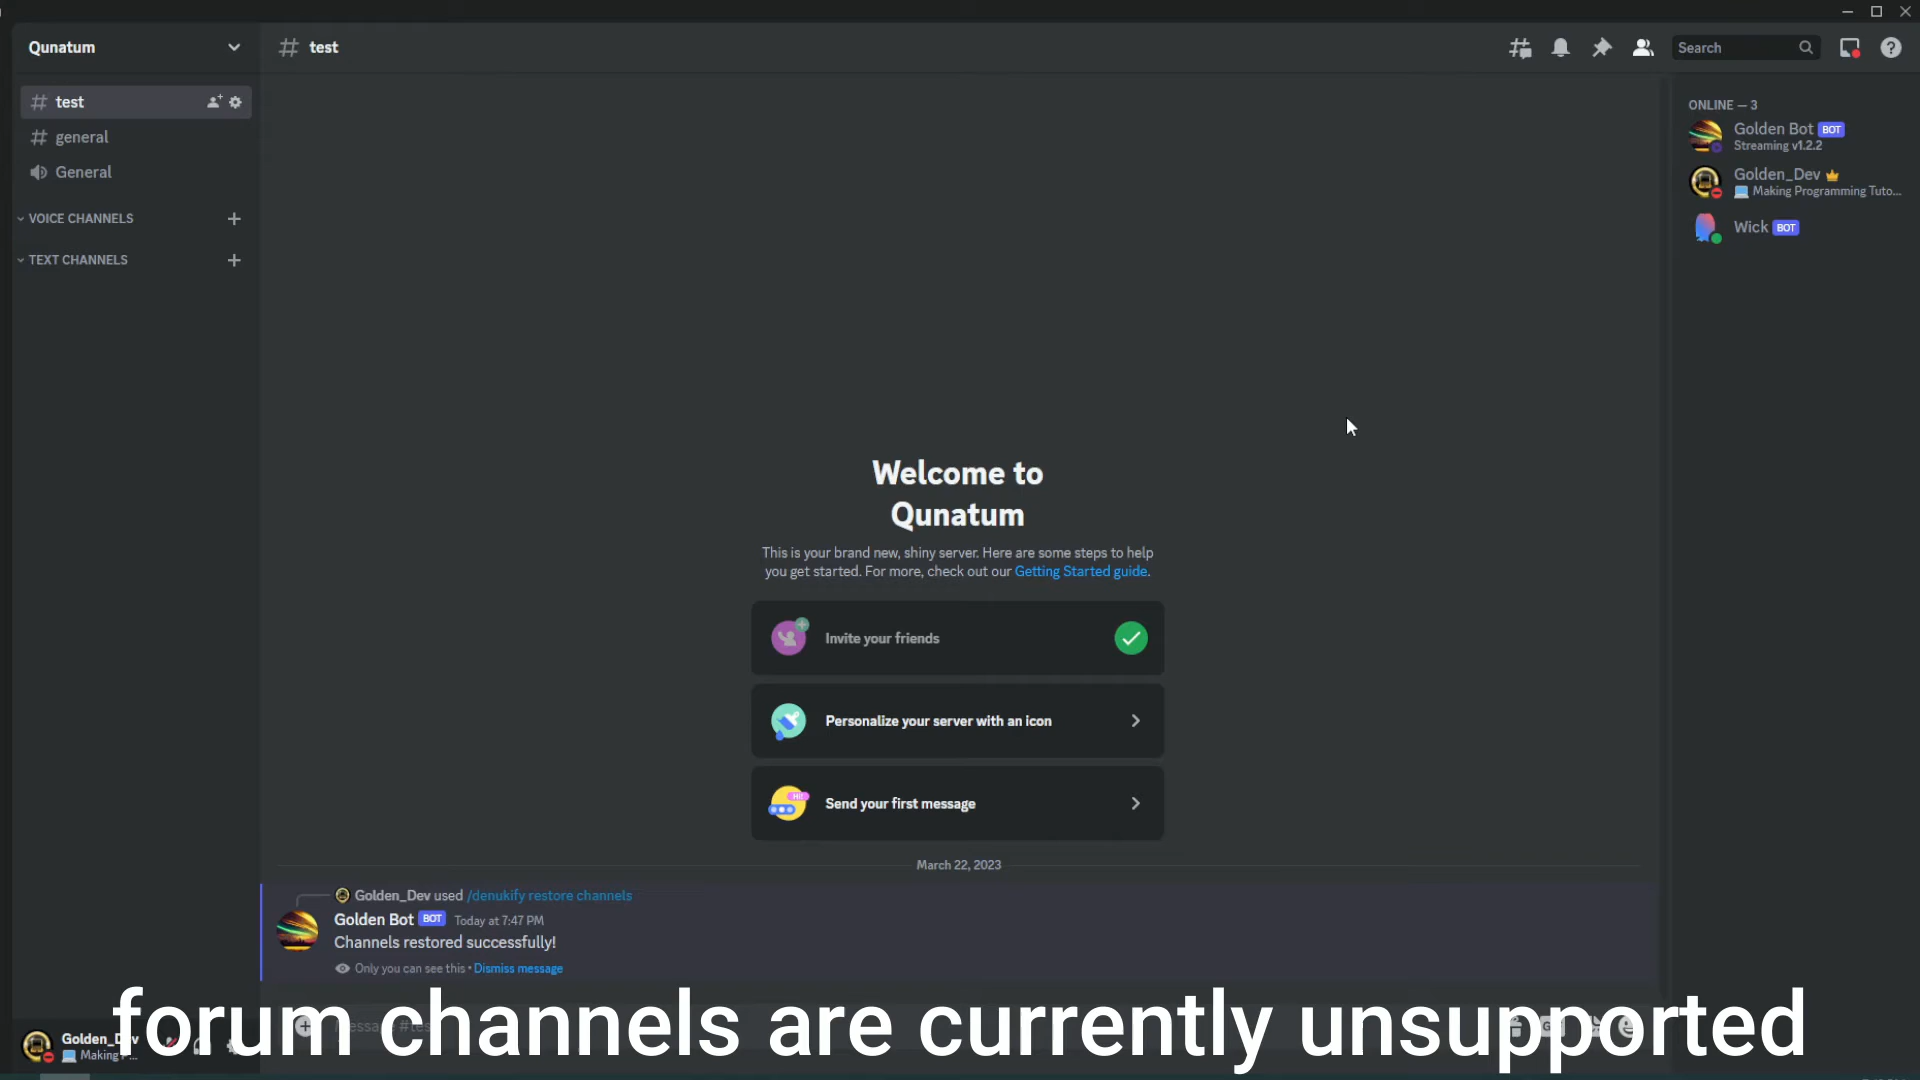 Qunatum
test
Search
test
general
General
VOICE CHANNELS
TEXT CHANNELS
ONLINE — 3
Golden Bot BOT
Streaming v1.2.2
Golden_Dev
Making Programming Tuto...
Wick BOT
Welcome to
Qunatum
This is your brand new, shiny server. Here are some steps to help
you get started. For more, check out our Getting Started guide.
Invite your friends
Personalize your server with an icon
Hi!
Send your first message
March 22, 2023
Golden_Dev used /denukify restore channels
Golden Bot BOT Today at 7:47 PM
Channels restored successfully!
Only you can see this • Dismiss message
Golden_Dev
Making
forum channels are currently unsupported